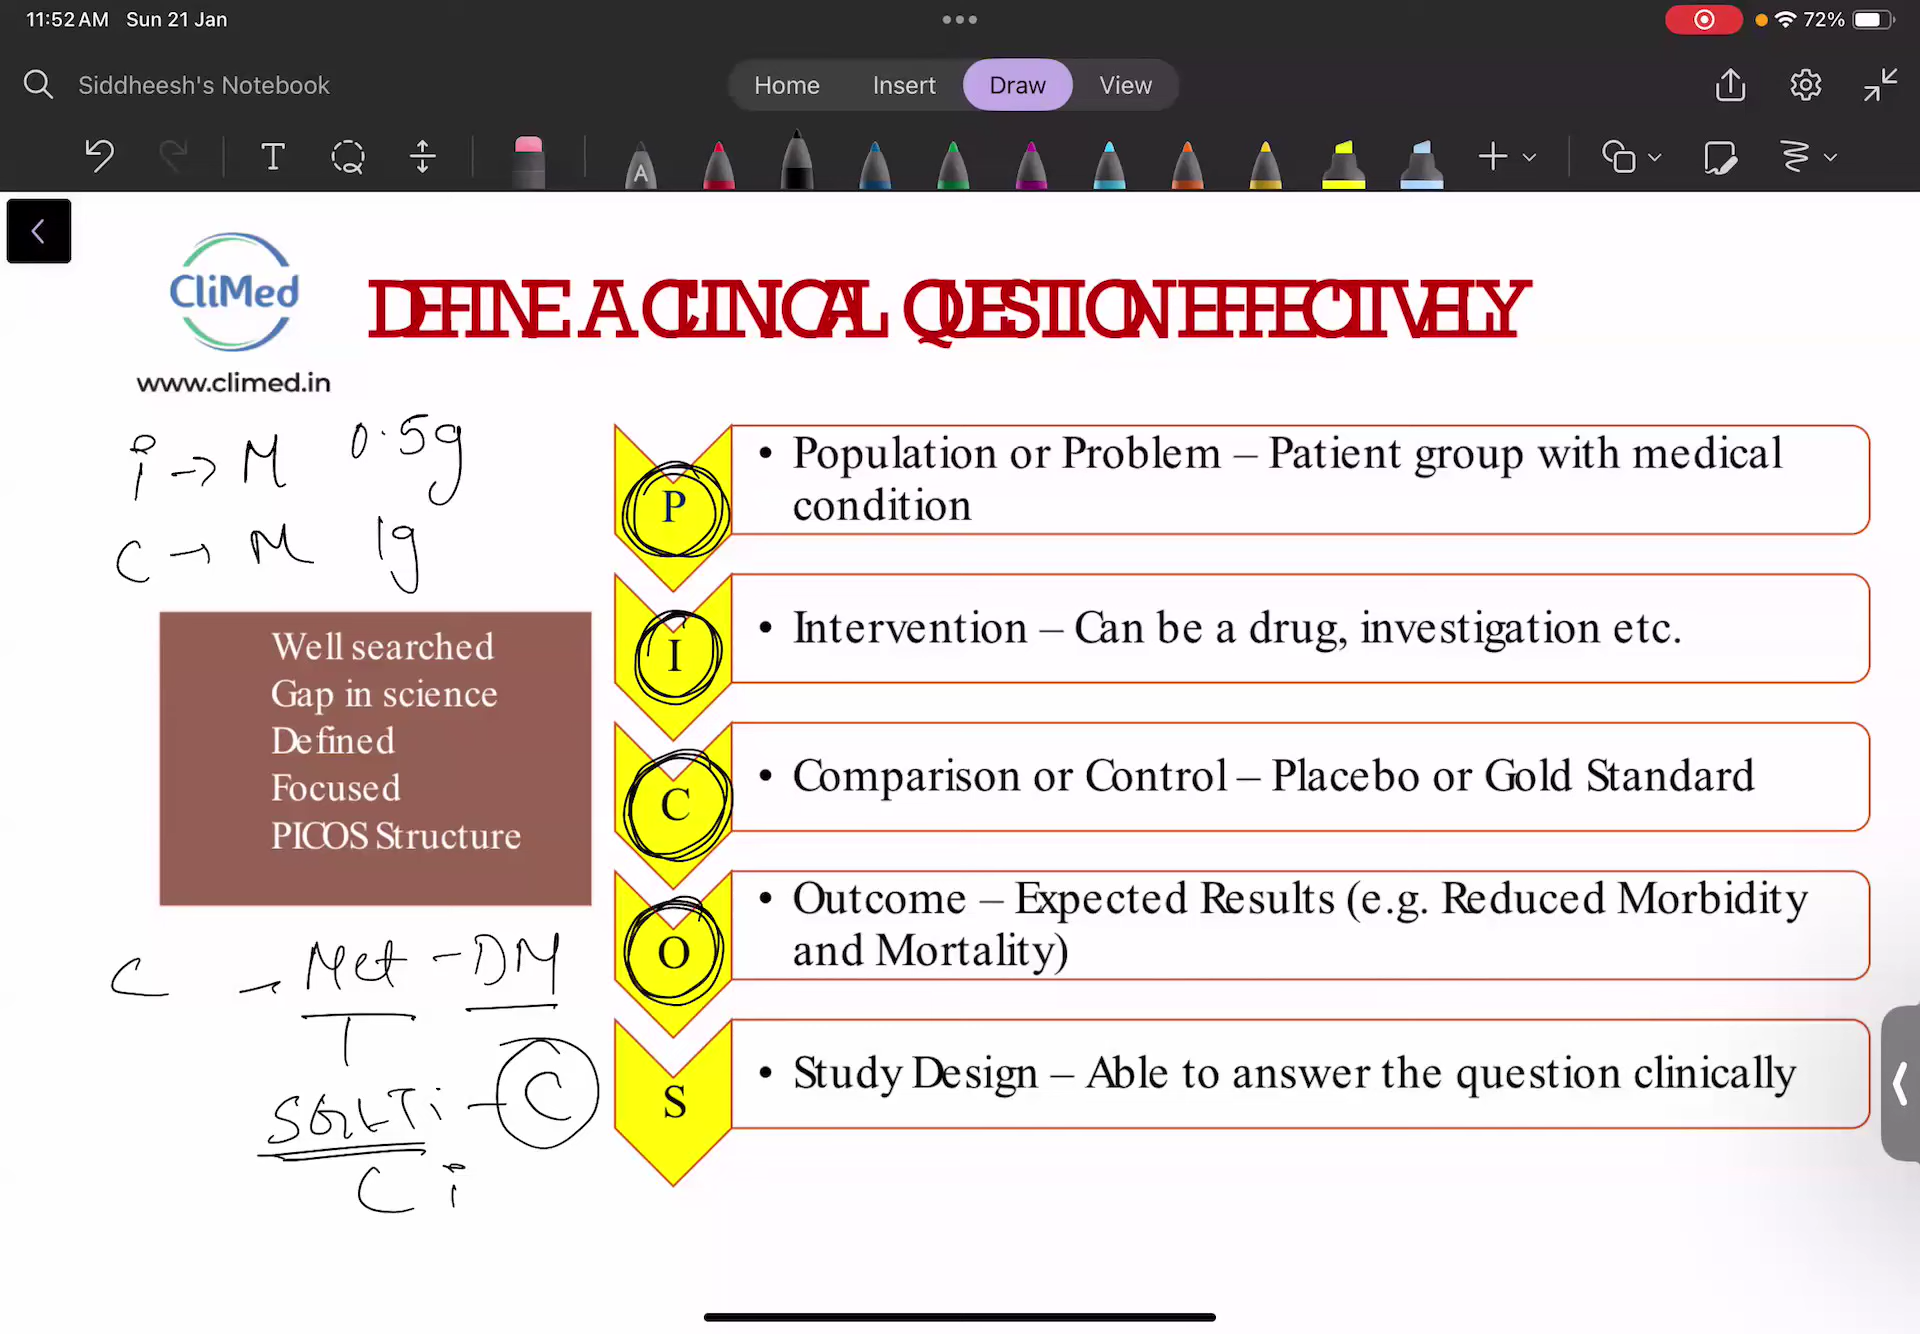 11:52 AM Sun 21 Jan
72%
Siddheesh's Notebook
Home Insert Draw View
T
A
CliMed
www.climed.in
DEFINE A CLINICAL QUESTION EFFECTIVELY
i → M 0.5g
C → M 1g
Well searched
Gap in science
Defined
Focused
PICOS Structure
C → Met - DM
SGLTi - C
C i
P
• Population or Problem – Patient group with medical
condition
I
• Intervention – Can be a drug, investigation etc.
C
• Comparison or Control – Placebo or Gold Standard
O
• Outcome – Expected Results (e.g. Reduced Morbidity
and Mortality)
S
• Study Design – Able to answer the question clinically